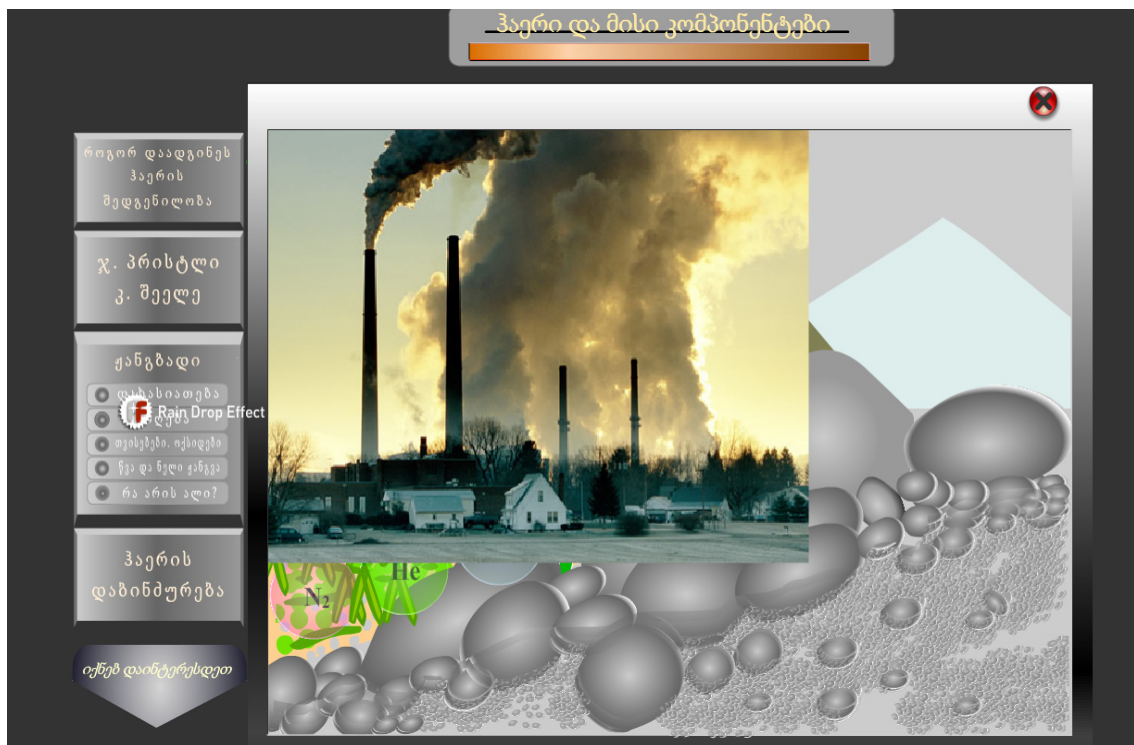 ჰაერი და მისი კომპონენტები
როგორ დაადგინეს
ჰაერის
შედგენილობა
ჯ. პრისტლი
კ. შეელე
ჟანგბადი
დახასიათება
Rain Drop Effect
თვისებები. ოქსიდები
წვა და ნელი ჟანგვა
რა არის ალი?
ჰაერის
დაბინძურება
იქნებ დაინტერესდეთ
He
N₂